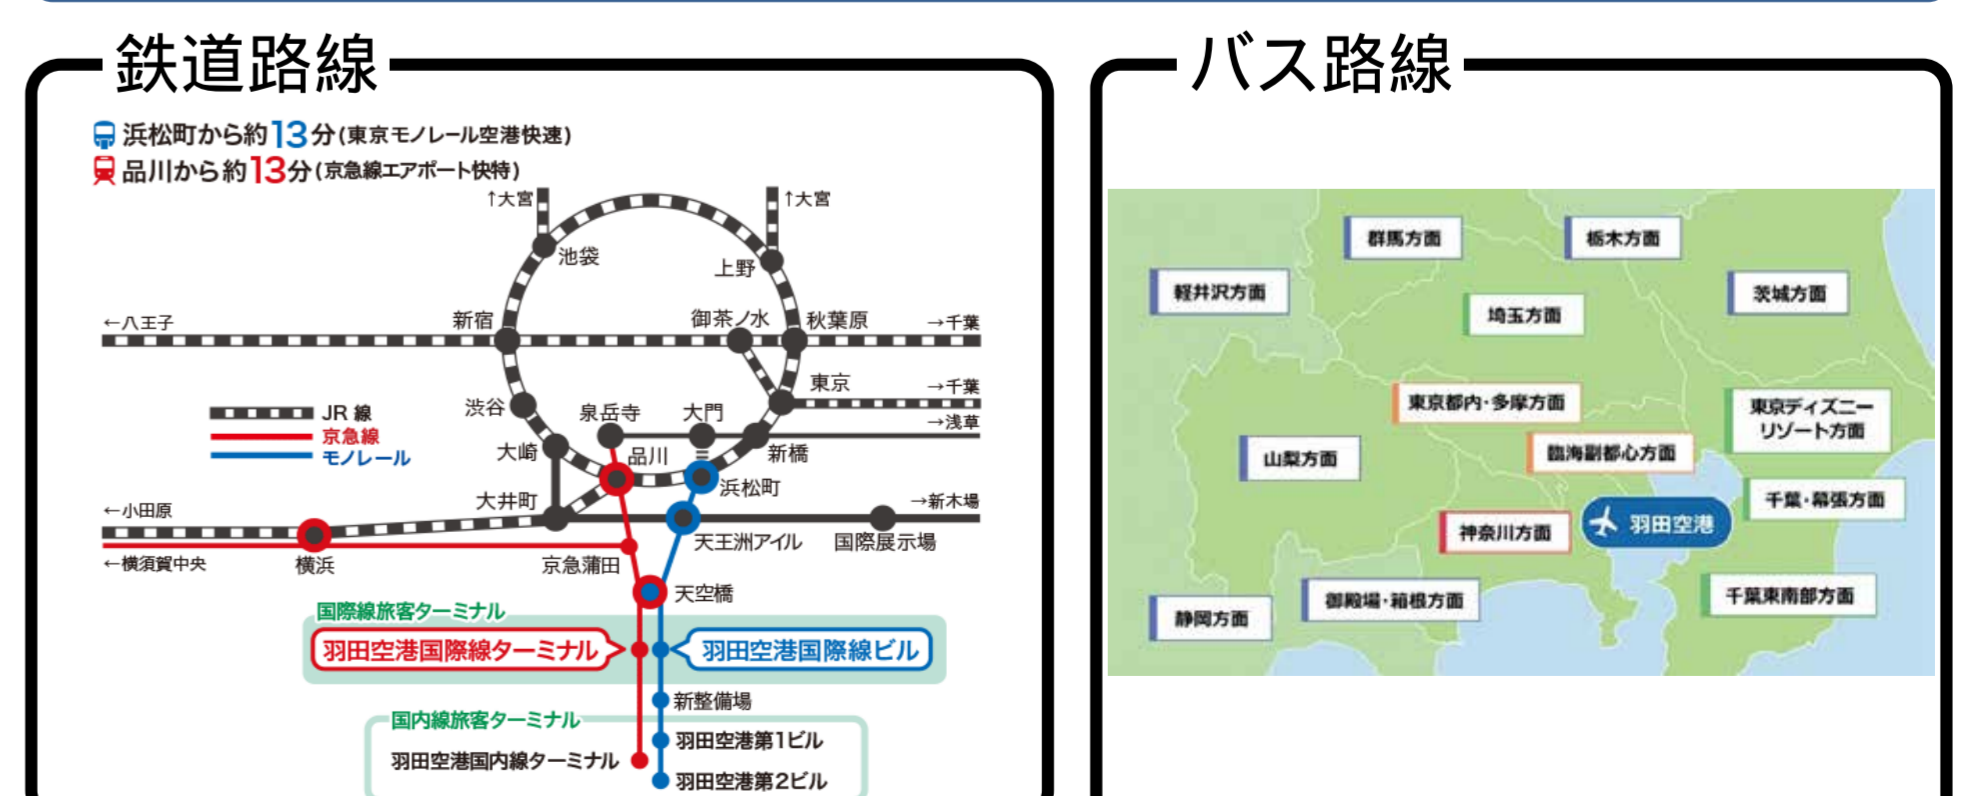 鉄道路線
浜松町から約13分(東京モノレール空港快速)
品川から約13分(京急線エアポート快特)
↑大宮
↑大宮
池袋
上野
←八王子
新宿
御茶ノ水
秋葉原
→千葉
東京
→千葉
JR 線
京急線
モノレール
渋谷
泉岳寺
大門
→浅草
大崎
品川
新橋
浜松町
大井町
←小田原
→新木場
天王洲アイル
国際展示場
←横須賀中央
横浜
京急蒲田
天空橋
国際線旅客ターミナル
羽田空港国際線ターミナル
羽田空港国際線ビル
新整備場
国内線旅客ターミナル
羽田空港第1ビル
羽田空港国内線ターミナル
羽田空港第2ビル
バス路線
群馬方面
栃木方面
軽井沢方面
茨城方面
埼玉方面
東京都内・多摩方面
東京ディズニー
リゾート方面
山梨方面
臨海副都心方面
千葉・幕張方面
神奈川方面
羽田空港
御殿場・箱根方面
千葉東南部方面
静岡方面